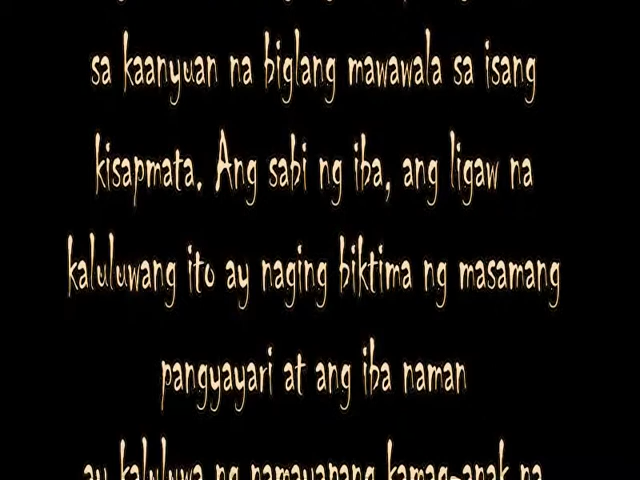 sa kaanyuan na biglang mawawala sa isang
kisapmata. Ang sabi ng iba, ang ligaw na
kaluluwang ito ay naging biktima ng masamang
pangyayari at ang iba naman
ay kaluluwa ng namayapang kamag-anak na